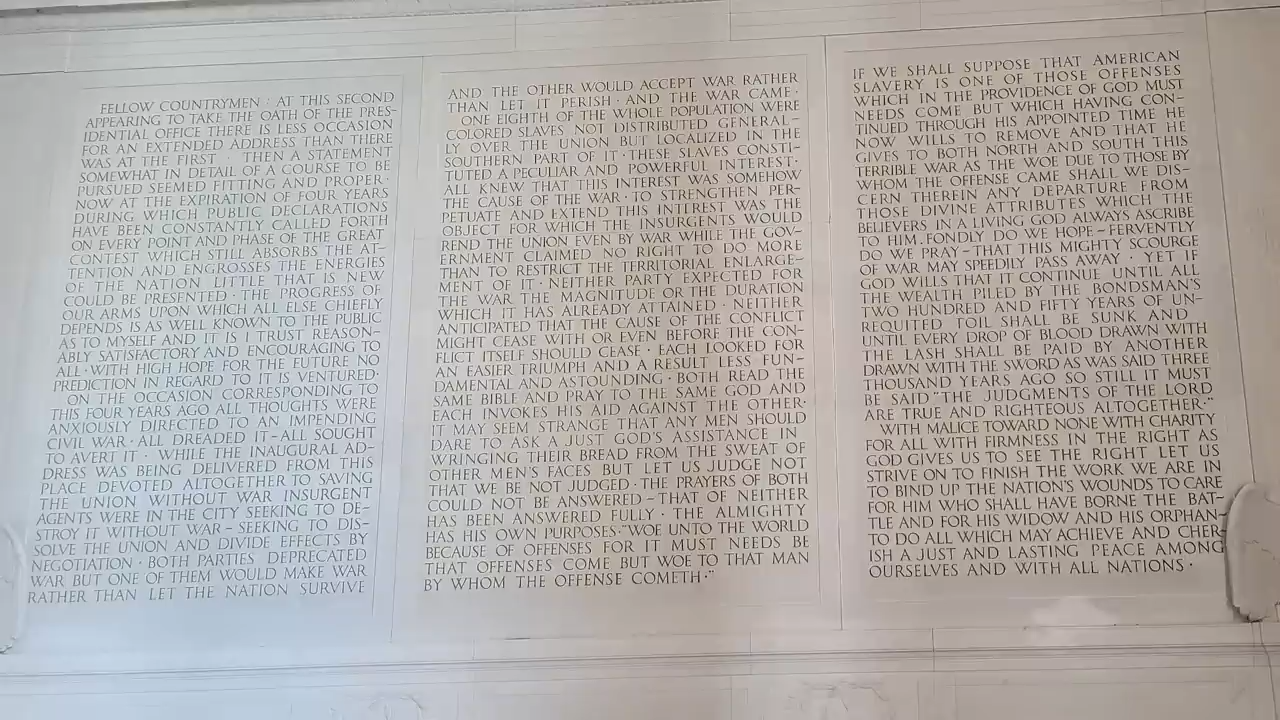 FELLOW COUNTRYMEN : AT THIS SECOND
APPEARING TO TAKE THE OATH OF THE PRES-
IDENTIAL OFFICE THERE IS LESS OCCASION
FOR AN EXTENDED ADDRESS THAN THERE
WAS AT THE FIRST · THEN A STATEMENT
SOMEWHAT IN DETAIL OF A COURSE TO BE
PURSUED SEEMED FITTING AND PROPER·
NOW AT THE EXPIRATION OF FOUR YEARS
DURING WHICH PUBLIC DECLARATIONS
HAVE BEEN CONSTANTLY CALLED FORTH
ON EVERY POINT AND PHASE OF THE GREAT
CONTEST WHICH STILL ABSORBS THE AT-
TENTION AND ENGROSSES THE ENERGIES
OF THE NATION LITTLE THAT IS NEW
COULD BE PRESENTED · THE PROGRESS OF
OUR ARMS UPON WHICH ALL ELSE CHIEFLY
DEPENDS IS AS WELL KNOWN TO THE PUBLIC
AS TO MYSELF AND IT IS I TRUST REASON-
ABLY SATISFACTORY AND ENCOURAGING TO
ALL · WITH HIGH HOPE FOR THE FUTURE NO
PREDICTION IN REGARD TO IT IS VENTURED·
ON THE OCCASION CORRESPONDING TO
THIS FOUR YEARS AGO ALL THOUGHTS WERE
ANXIOUSLY DIRECTED TO AN IMPENDING
CIVIL WAR · ALL DREADED IT – ALL SOUGHT
TO AVERT IT · WHILE THE INAUGURAL AD-
DRESS WAS BEING DELIVERED FROM THIS
PLACE DEVOTED ALTOGETHER TO SAVING
THE UNION WITHOUT WAR INSURGENT
AGENTS WERE IN THE CITY SEEKING TO DE-
STROY IT WITHOUT WAR – SEEKING TO DIS-
SOLVE THE UNION AND DIVIDE EFFECTS BY
NEGOTIATION · BOTH PARTIES DEPRECATED
WAR BUT ONE OF THEM WOULD MAKE WAR
RATHER THAN LET THE NATION SURVIVE
AND THE OTHER WOULD ACCEPT WAR RATHER
THAN LET IT PERISH · AND THE WAR CAME·
ONE EIGHTH OF THE WHOLE POPULATION WERE
COLORED SLAVES NOT DISTRIBUTED GENERAL-
LY OVER THE UNION BUT LOCALIZED IN THE
SOUTHERN PART OF IT · THESE SLAVES CONSTI-
TUTED A PECULIAR AND POWERFUL INTEREST·
ALL KNEW THAT THIS INTEREST WAS SOMEHOW
THE CAUSE OF THE WAR · TO STRENGTHEN PER-
PETUATE AND EXTEND THIS INTEREST WAS THE
OBJECT FOR WHICH THE INSURGENTS WOULD
REND THE UNION EVEN BY WAR WHILE THE GOV-
ERNMENT CLAIMED NO RIGHT TO DO MORE
THAN TO RESTRICT THE TERRITORIAL ENLARGE-
MENT OF IT · NEITHER PARTY EXPECTED FOR
THE WAR THE MAGNITUDE OR THE DURATION
WHICH IT HAS ALREADY ATTAINED · NEITHER
ANTICIPATED THAT THE CAUSE OF THE CONFLICT
MIGHT CEASE WITH OR EVEN BEFORE THE CON-
FLICT ITSELF SHOULD CEASE · EACH LOOKED FOR
AN EASIER TRIUMPH AND A RESULT LESS FUN-
DAMENTAL AND ASTOUNDING · BOTH READ THE
SAME BIBLE AND PRAY TO THE SAME GOD AND
EACH INVOKES HIS AID AGAINST THE OTHER·
IT MAY SEEM STRANGE THAT ANY MEN SHOULD
DARE TO ASK A JUST GOD'S ASSISTANCE IN
WRINGING THEIR BREAD FROM THE SWEAT OF
OTHER MEN'S FACES BUT LET US JUDGE NOT
THAT WE BE NOT JUDGED · THE PRAYERS OF BOTH
COULD NOT BE ANSWERED – THAT OF NEITHER
HAS BEEN ANSWERED FULLY · THE ALMIGHTY
HAS HIS OWN PURPOSES·"WOE UNTO THE WORLD
BECAUSE OF OFFENSES FOR IT MUST NEEDS BE
THAT OFFENSES COME BUT WOE TO THAT MAN
BY WHOM THE OFFENSE COMETH·"
IF WE SHALL SUPPOSE THAT AMERICAN
SLAVERY IS ONE OF THOSE OFFENSES
WHICH IN THE PROVIDENCE OF GOD MUST
NEEDS COME BUT WHICH HAVING CON-
TINUED THROUGH HIS APPOINTED TIME HE
NOW WILLS TO REMOVE AND THAT HE
GIVES TO BOTH NORTH AND SOUTH THIS
TERRIBLE WAR AS THE WOE DUE TO THOSE BY
WHOM THE OFFENSE CAME SHALL WE DIS-
CERN THEREIN ANY DEPARTURE FROM
THOSE DIVINE ATTRIBUTES WHICH THE
BELIEVERS IN A LIVING GOD ALWAYS ASCRIBE
TO HIM. FONDLY DO WE HOPE – FERVENTLY
DO WE PRAY – THAT THIS MIGHTY SCOURGE
OF WAR MAY SPEEDILY PASS AWAY · YET IF
GOD WILLS THAT IT CONTINUE UNTIL ALL
THE WEALTH PILED BY THE BONDSMAN'S
TWO HUNDRED AND FIFTY YEARS OF UN-
REQUITED TOIL SHALL BE SUNK AND
UNTIL EVERY DROP OF BLOOD DRAWN WITH
THE LASH SHALL BE PAID BY ANOTHER
DRAWN WITH THE SWORD AS WAS SAID THREE
THOUSAND YEARS AGO SO STILL IT MUST
BE SAID "THE JUDGMENTS OF THE LORD
ARE TRUE AND RIGHTEOUS ALTOGETHER·"
WITH MALICE TOWARD NONE WITH CHARITY
FOR ALL WITH FIRMNESS IN THE RIGHT AS
GOD GIVES US TO SEE THE RIGHT LET US
STRIVE ON TO FINISH THE WORK WE ARE IN
TO BIND UP THE NATION'S WOUNDS TO CARE
FOR HIM WHO SHALL HAVE BORNE THE BAT-
TLE AND FOR HIS WIDOW AND HIS ORPHAN–
TO DO ALL WHICH MAY ACHIEVE AND CHER-
ISH A JUST AND LASTING PEACE AMONG
OURSELVES AND WITH ALL NATIONS ·